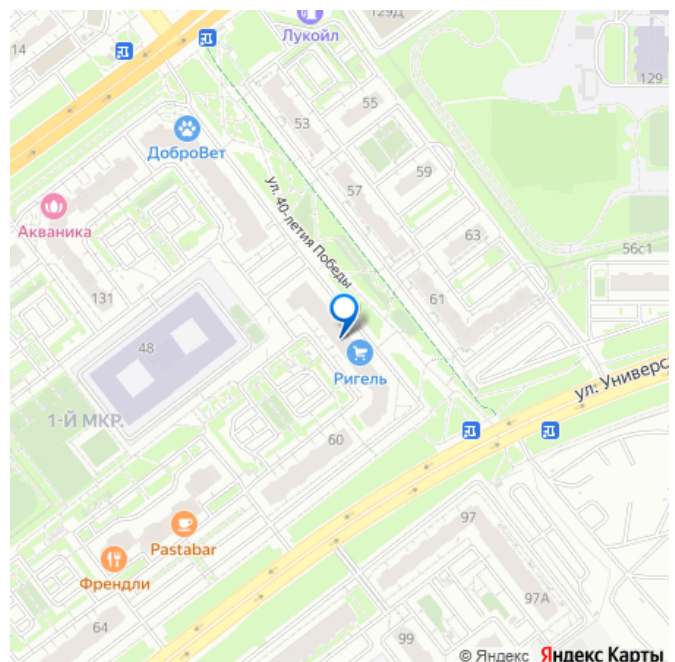 129Д
14
Лукойл
129
55
53
ДоброВет
59
57
ул. 40-летия Победы
Акваника
63
56с1
131
61
48
Ригель
ул. Универс
1-Й МКР.
60
97
Pastabar
Френдли
97А
64
99
© Яндекс Яндекс Карты